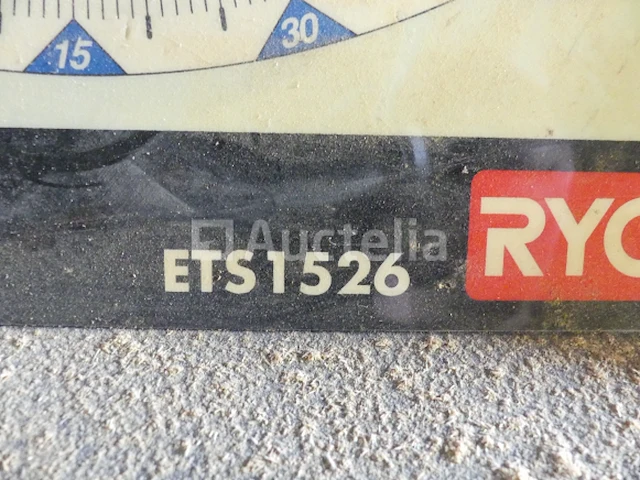 15 30
Auctelia
ETS1526
RYO